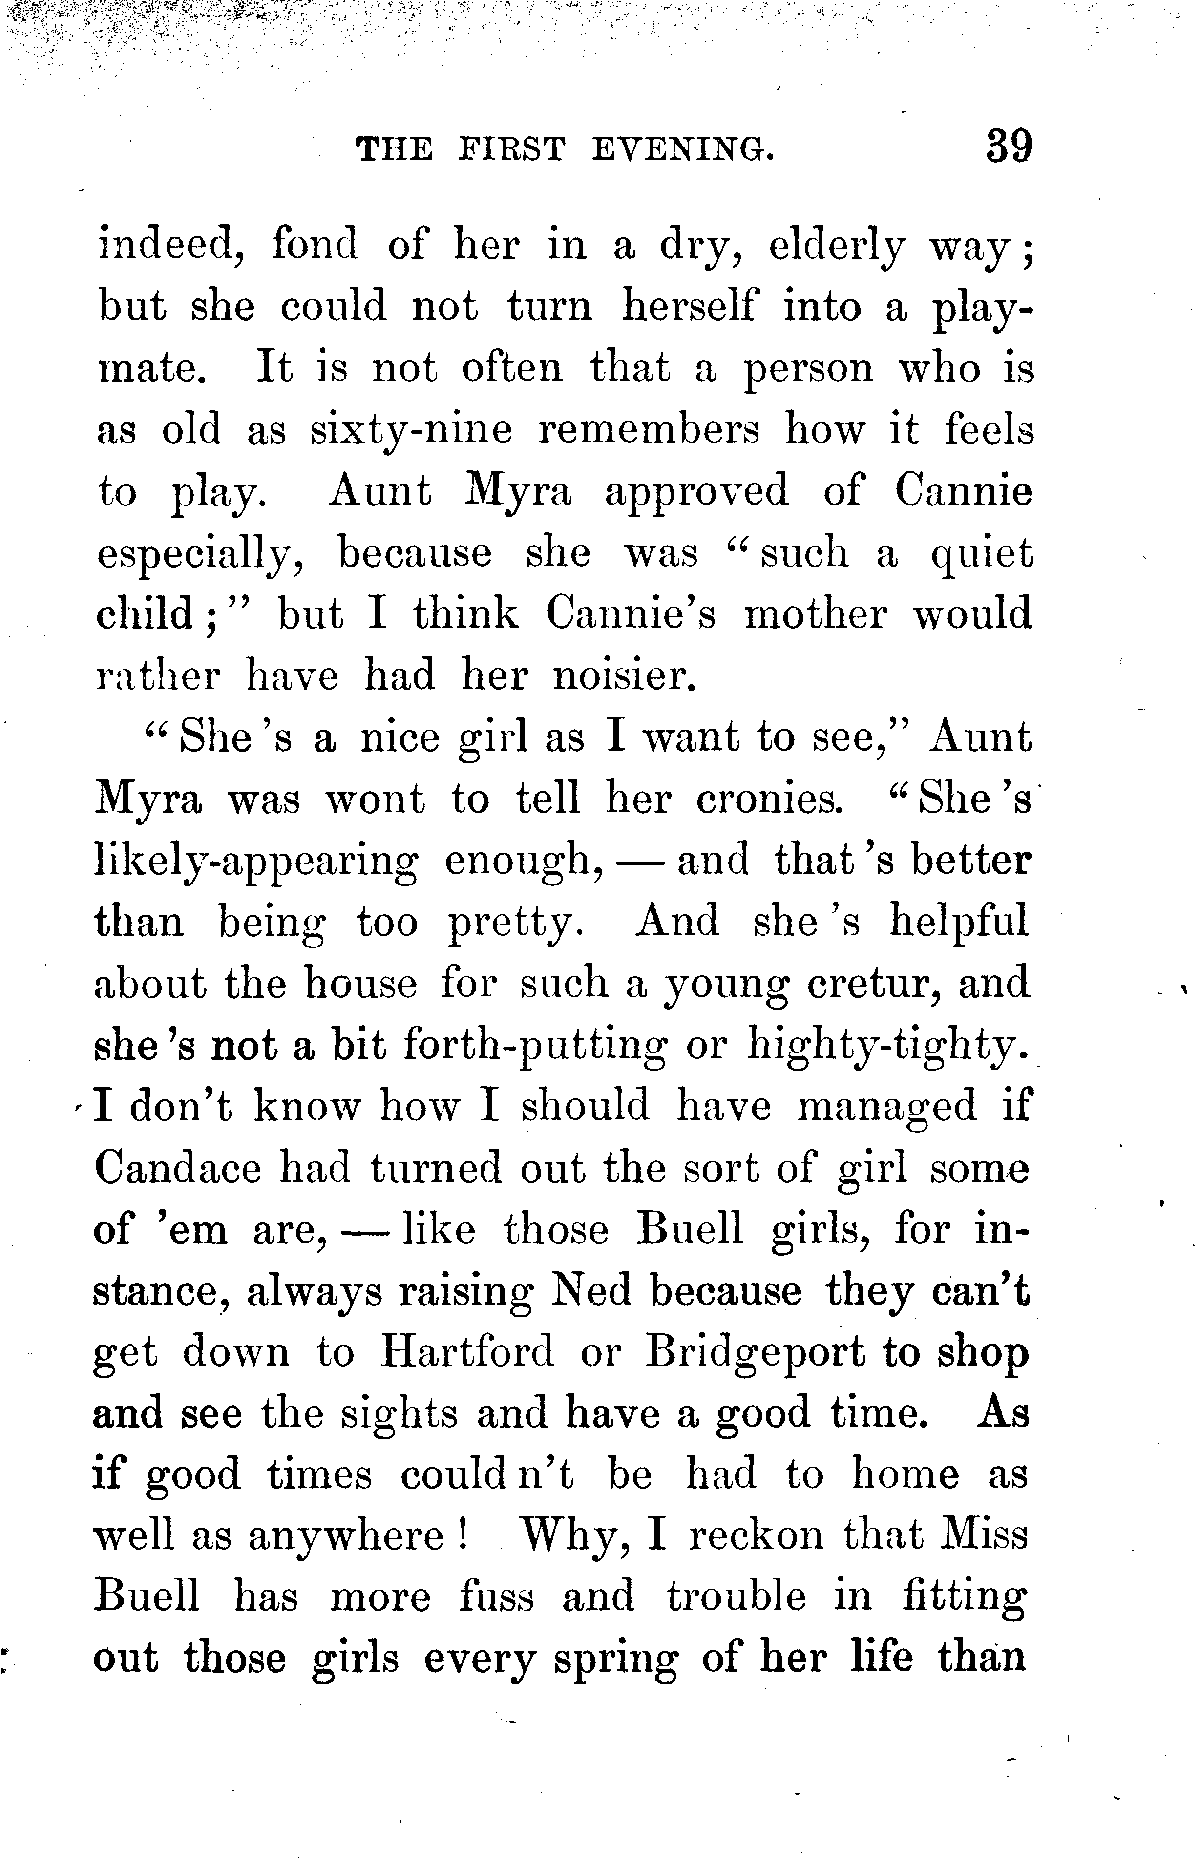 THE FIRST EVENING. 39
indeed, fond of her in a dry, elderly way;
but she could not turn herself into a play-
mate. It is not often that a person who is
as old as sixty-nine remembers how it feels
to play. Aunt Myra approved of Cannie
especially, because she was “such a quiet
child;” but I think Cannie’s mother would
rather have had her noisier.
“She’s a nice girl as I want to see,” Aunt
Myra was wont to tell her cronies. “She’s
likely-appearing enough, — and that’s better
than being too pretty. And she’s helpful
about the house for such a young cretur, and
she’s not a bit forth-putting or highty-tighty.
I don’t know how I should have managed if
Candace had turned out the sort of girl some
of ’em are, — like those Buell girls, for in-
stance, always raising Ned because they can’t
get down to Hartford or Bridgeport to shop
and see the sights and have a good time. As
if good times couldn’t be had to home as
well as anywhere! Why, I reckon that Miss
Buell has more fuss and trouble in fitting
out those girls every spring of her life than